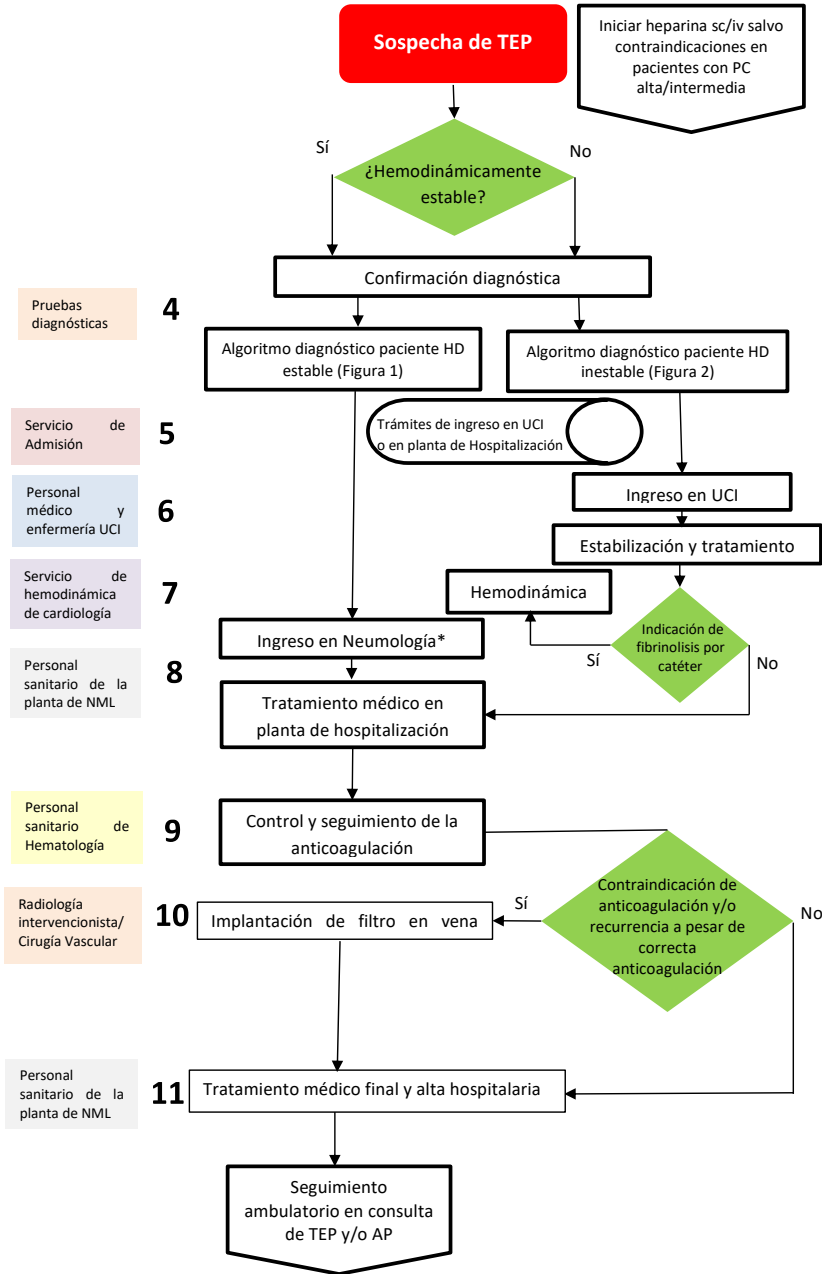 Sospecha de TEP
Iniciar heparina sc/iv salvo
contraindicaciones en
pacientes con PC
alta/intermedia
Sí
No
¿Hemodinámicamente
estable?
Confirmación diagnóstica
Pruebas
diagnósticas
4
Algoritmo diagnóstico paciente HD
estable (Figura 1)
Algoritmo diagnóstico paciente HD
inestable (Figura 2)
Servicio de
Admisión
5
Trámites de ingreso en UCI
o en planta de Hospitalización
Personal
médico y
enfermería UCI
6
Ingreso en UCI
Estabilización y tratamiento
Servicio de
hemodinámica
de cardiología
7
Hemodinámica
Indicación de
fibrinolisis por
catéter
Sí
No
Ingreso en Neumología*
Personal
sanitario de la
planta de NML
8
Tratamiento médico en
planta de hospitalización
Personal
sanitario de
Hematología
9
Control y seguimiento de la
anticoagulación
Contraindicación de
anticoagulación y/o
recurrencia a pesar de
correcta
anticoagulación
Sí
No
Radiología
intervencionista/
Cirugía Vascular
10
Implantación de filtro en vena
Personal
sanitario de la
planta de NML
11
Tratamiento médico final y alta hospitalaria
Seguimiento
ambulatorio en consulta
de TEP y/o AP